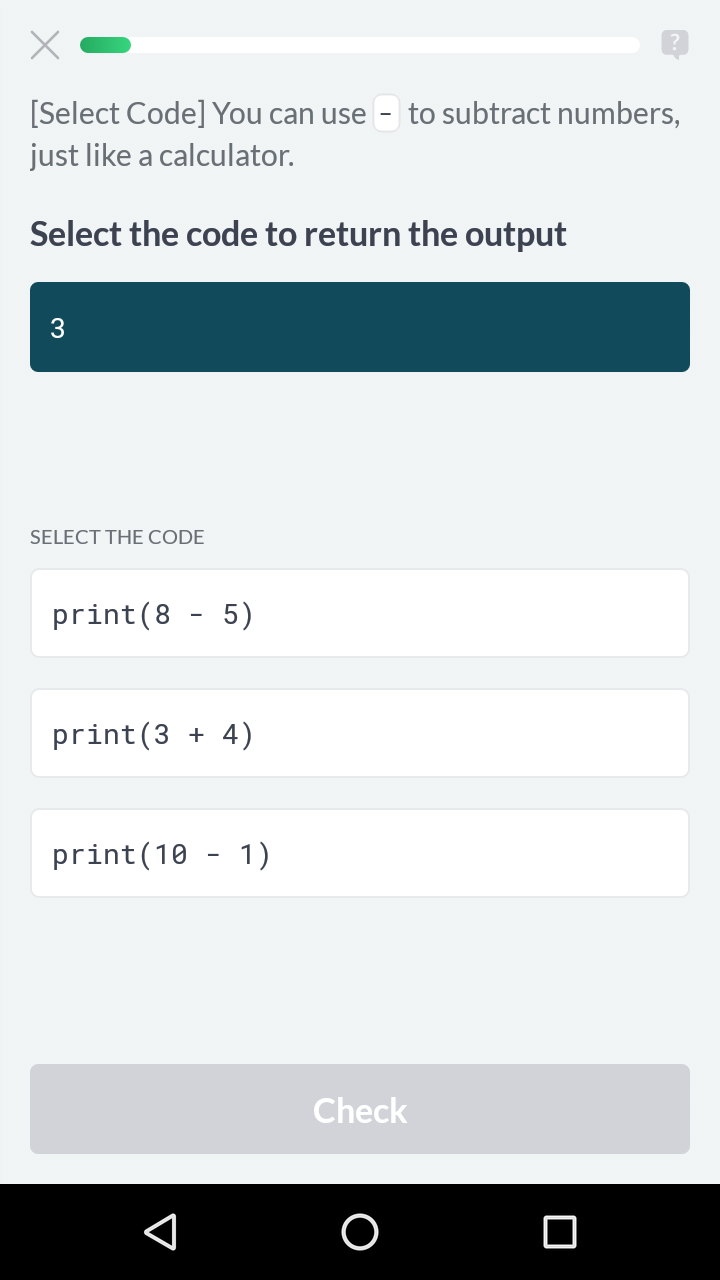 ?
[Select Code] You can use - to subtract numbers,
just like a calculator.
Select the code to return the output
3
SELECT THE CODE
print(8 - 5)
print(3 + 4)
print(10 - 1)
Check